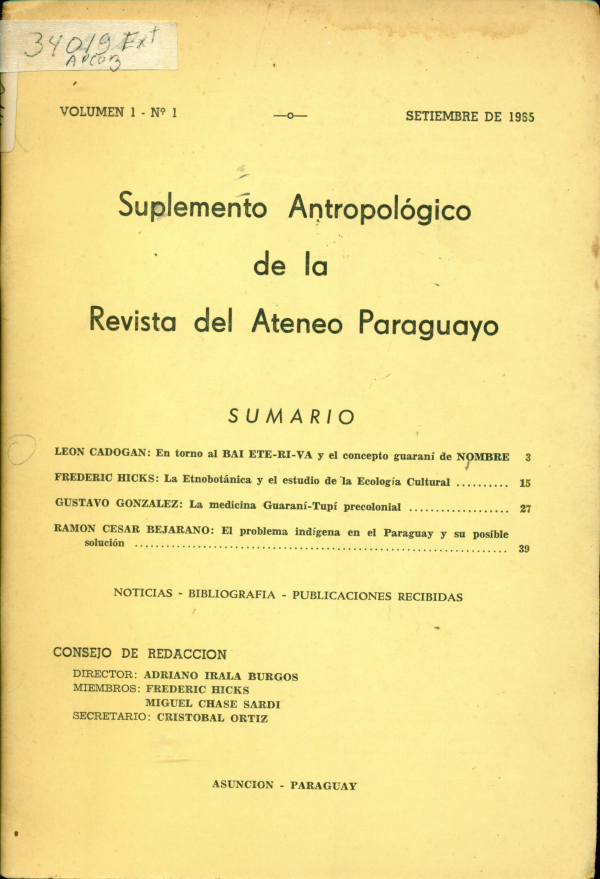 34019 Ext
VOLUMEN 1 - Nº 1 —o— SETIEMBRE DE 1965
Suplemento Antropológico
de la
Revista del Ateneo Paraguayo
SUMARIO
LEON CADOGAN: En torno al BAI ETE-RI-VA y el concepto guaraní de NOMBRE 3
FREDERIC HICKS: La Etnobotánica y el estudio de la Ecología Cultural .......... 15
GUSTAVO GONZALEZ: La medicina Guaraní-Tupí precolonial ................... 27
RAMON CESAR BEJARANO: El problema indígena en el Paraguay y su posible
solución ...................................................................... 39
NOTICIAS - BIBLIOGRAFIA - PUBLICACIONES RECIBIDAS
CONSEJO DE REDACCION
DIRECTOR: ADRIANO IRALA BURGOS
MIEMBROS: FREDERIC HICKS
MIGUEL CHASE SARDI
SECRETARIO: CRISTOBAL ORTIZ
ASUNCION - PARAGUAY